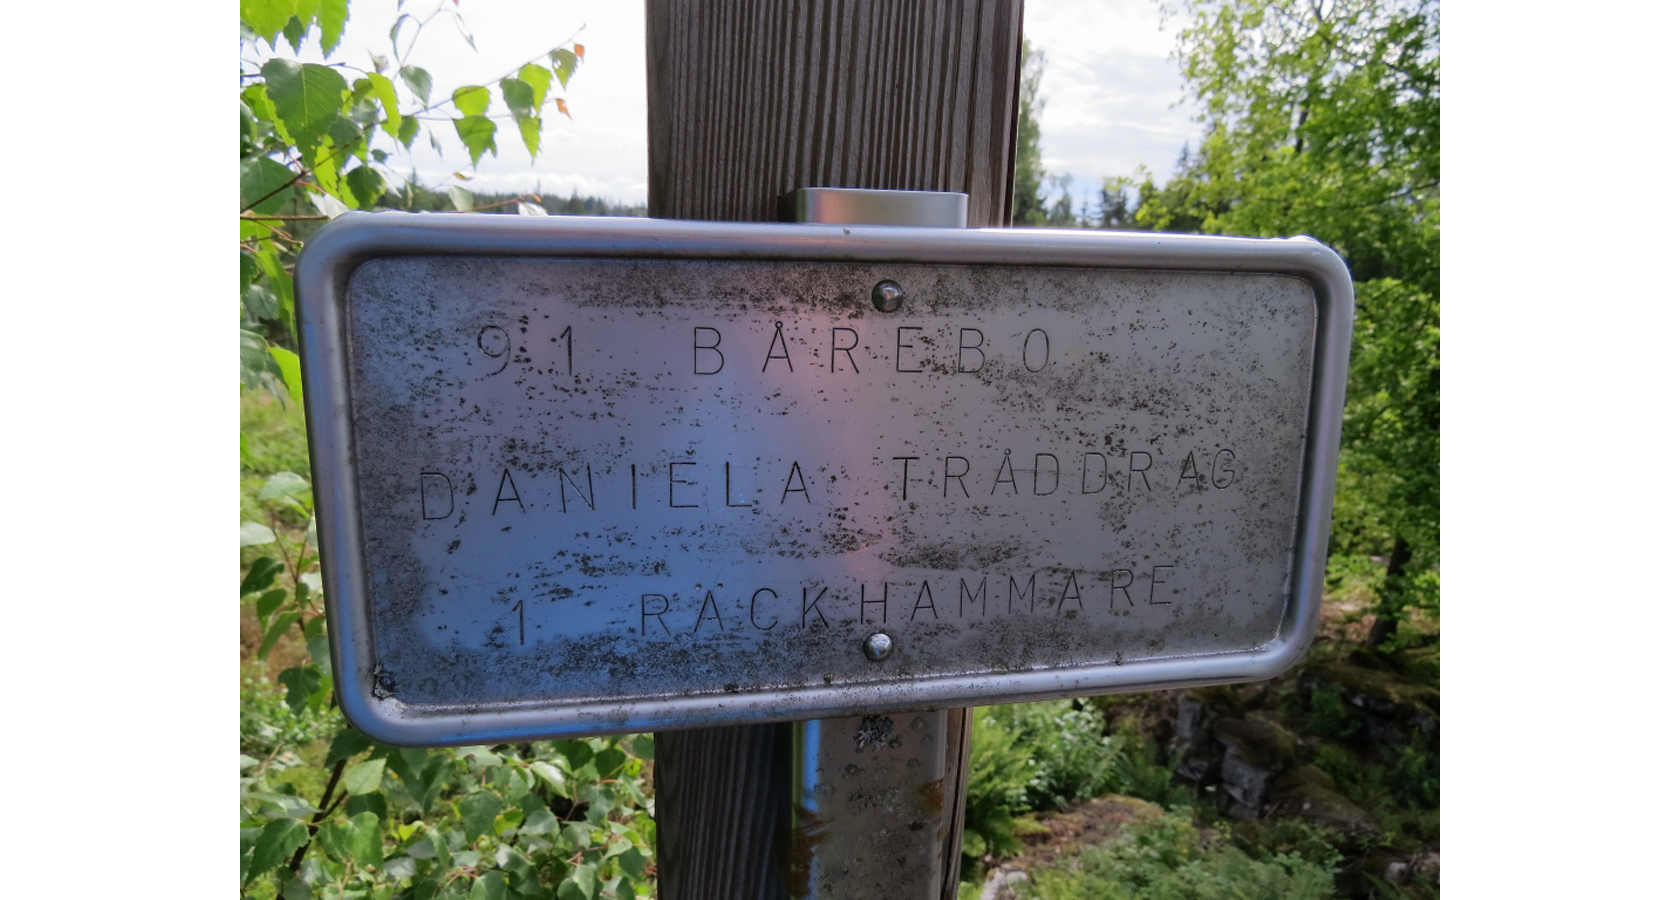 91 BÅREBO
DANIELA TRÅDDRAG
1 RACKHAMMARE